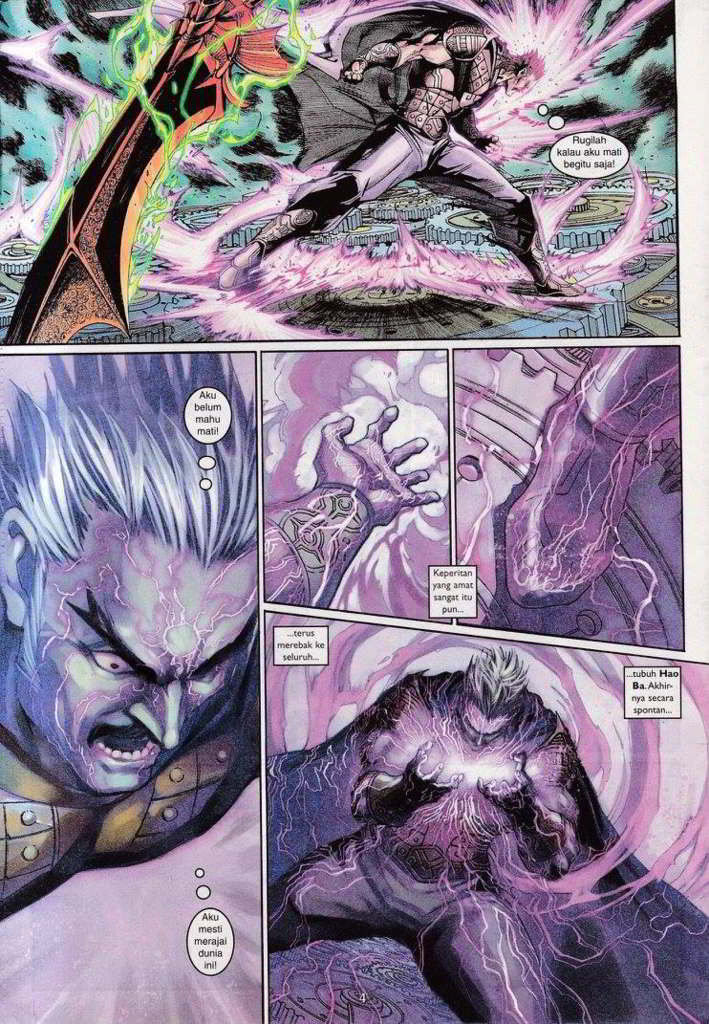 Rugilah
kalau aku mati
begitu saja!
Aku
belum
mahu
mati!
Keperitan
yang amat
sangat itu
pun...
...terus
merebak ke
seluruh...
...tubuh Hao
Ba. Akhir-
nya secara
spontan...
Aku
mesti
merajai
dunia
ini!
4